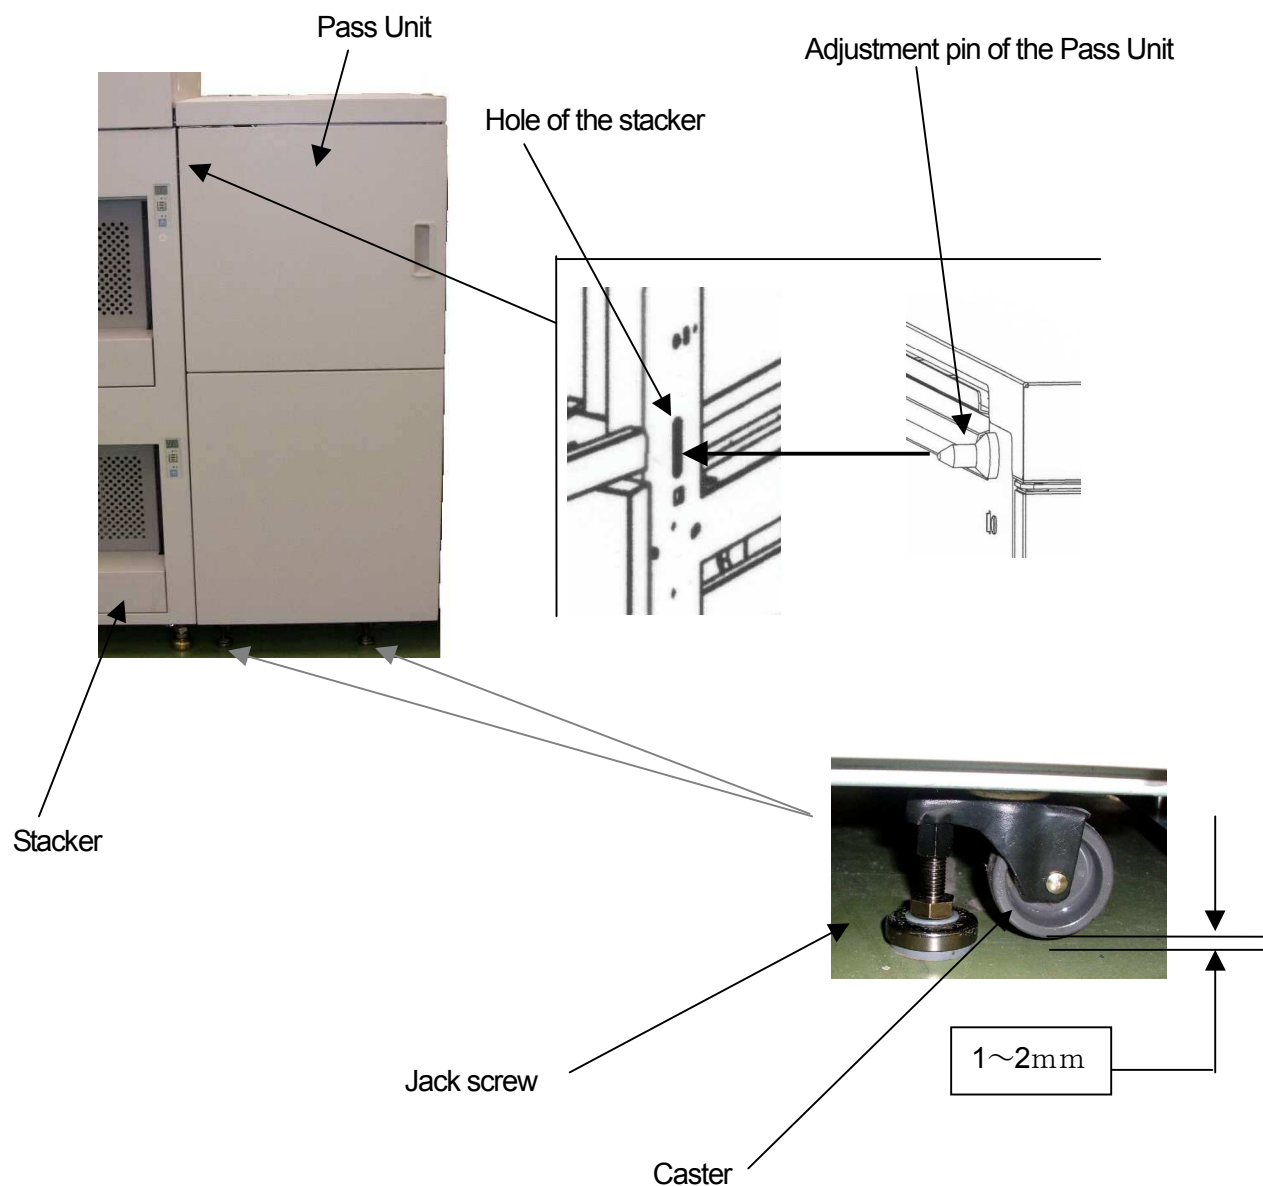 Pass Unit
Adjustment pin of the Pass Unit
Hole of the stacker
Stacker
Jack screw
1～2mm
Caster